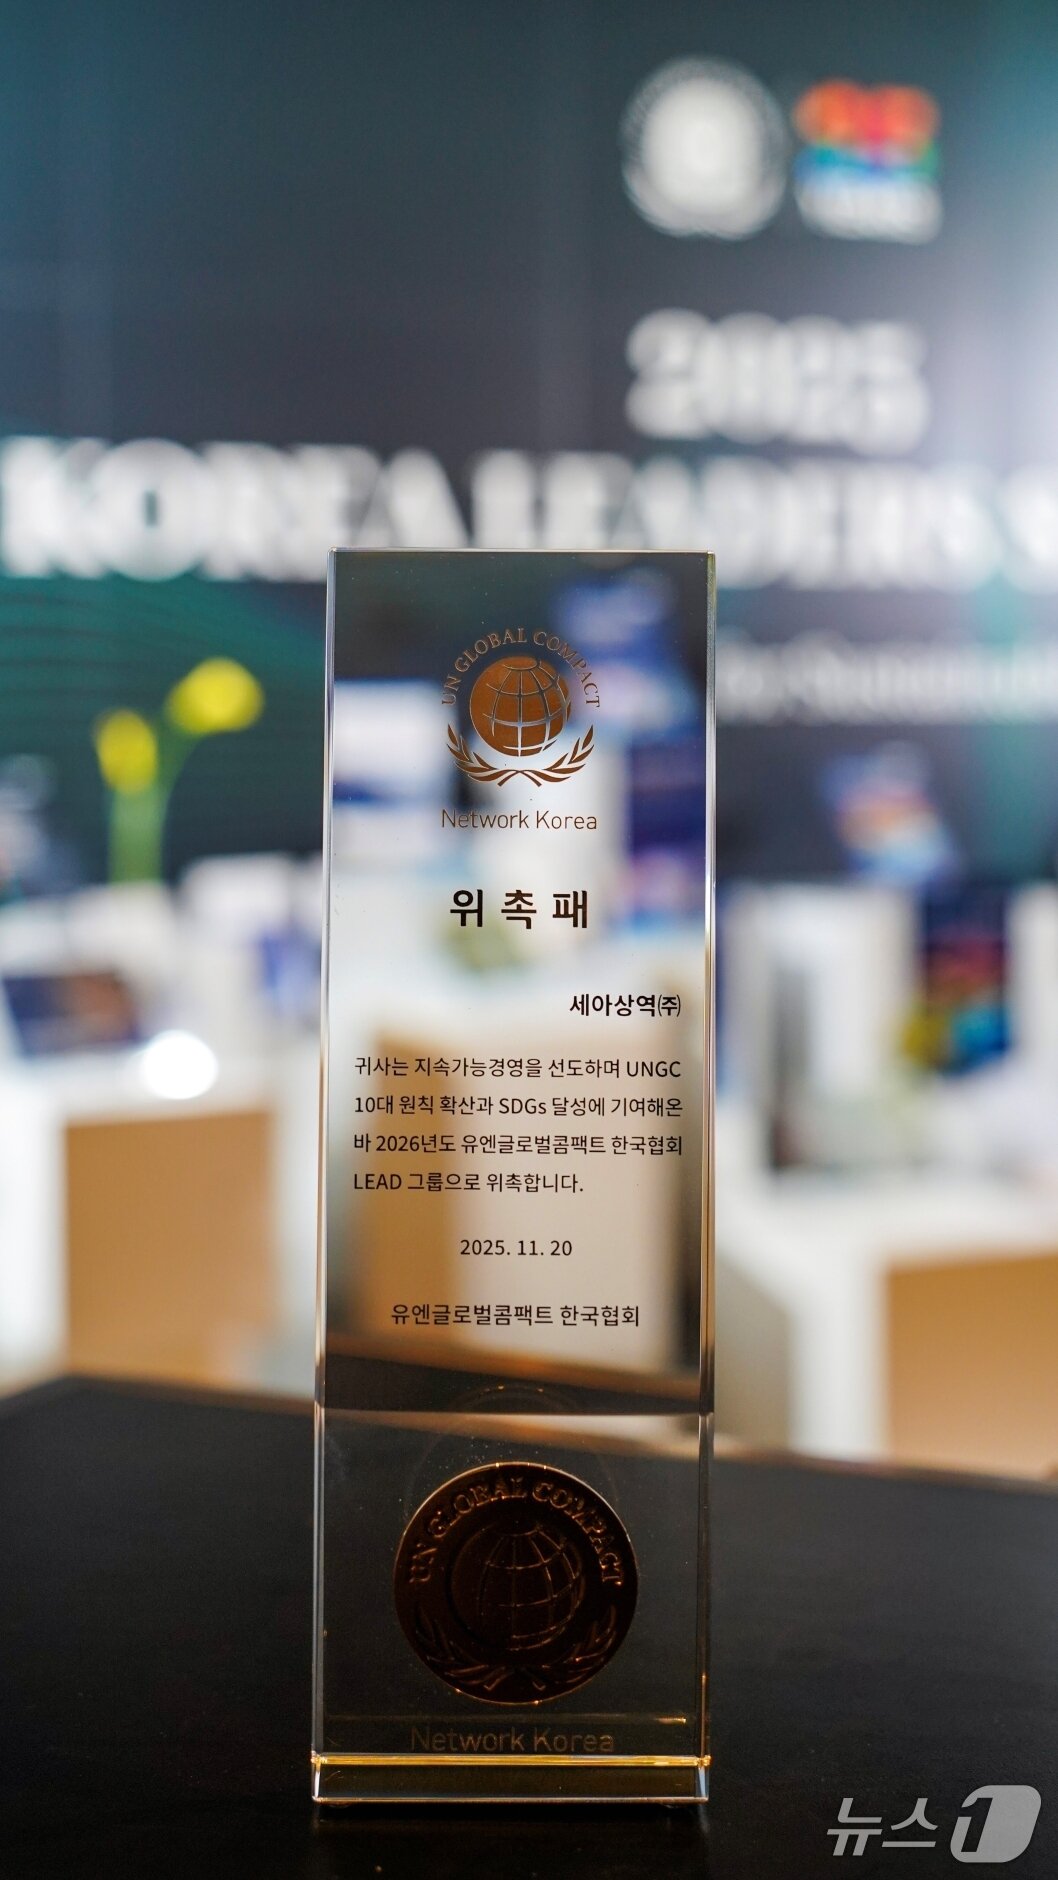 2025
KOREA LEADERS S
UN GLOBAL COMPACT
Network Korea
위촉패
세아상역㈜
귀사는 지속가능경영을 선도하며 UNGC
10대 원칙 확산과 SDGs 달성에 기여해온
바 2026년도 유엔글로벌콤팩트 한국협회
LEAD 그룹으로 위촉합니다.
2025. 11. 20
유엔글로벌콤팩트 한국협회
UN GLOBAL COMPACT
Network Korea
뉴스1